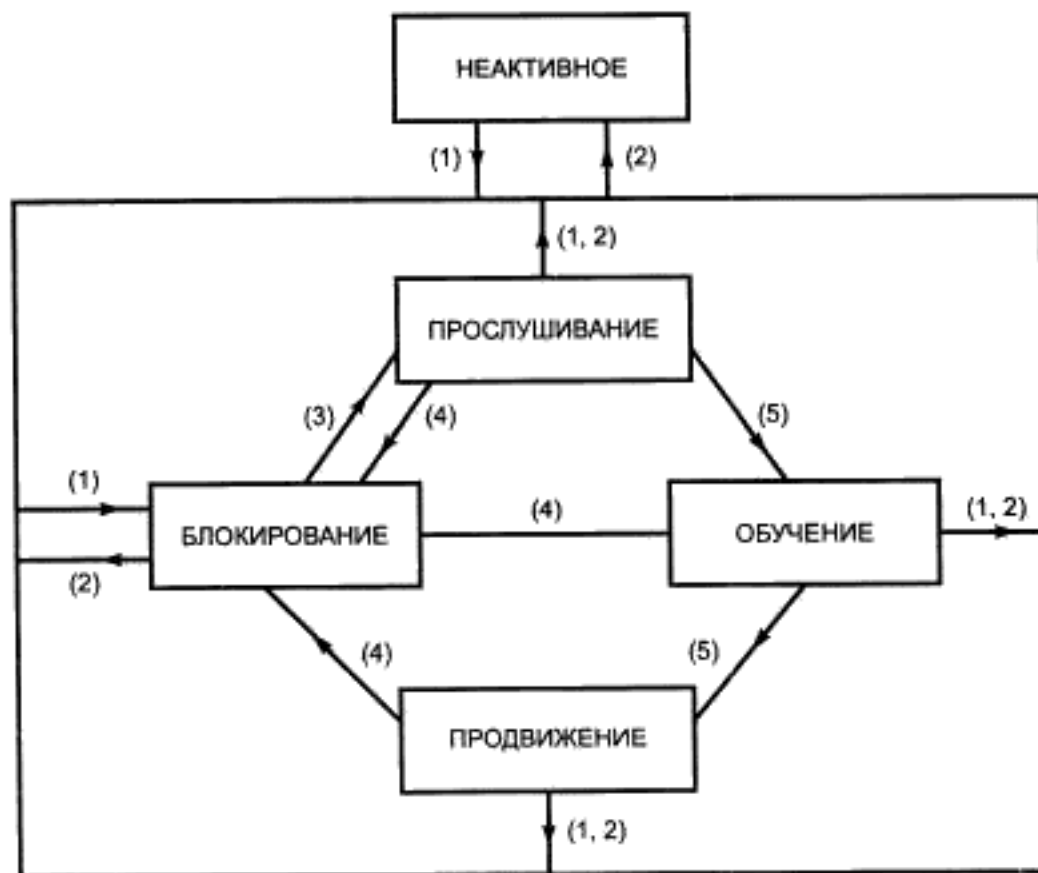 НЕАКТИВНОЕ
(1)
(2)
(1, 2)
ПРОСЛУШИВАНИЕ
(3)
(4)
(5)
(1)
БЛОКИРОВАНИЕ
(4)
ОБУЧЕНИЕ
(1, 2)
(2)
(4)
(5)
ПРОДВИЖЕНИЕ
(1, 2)